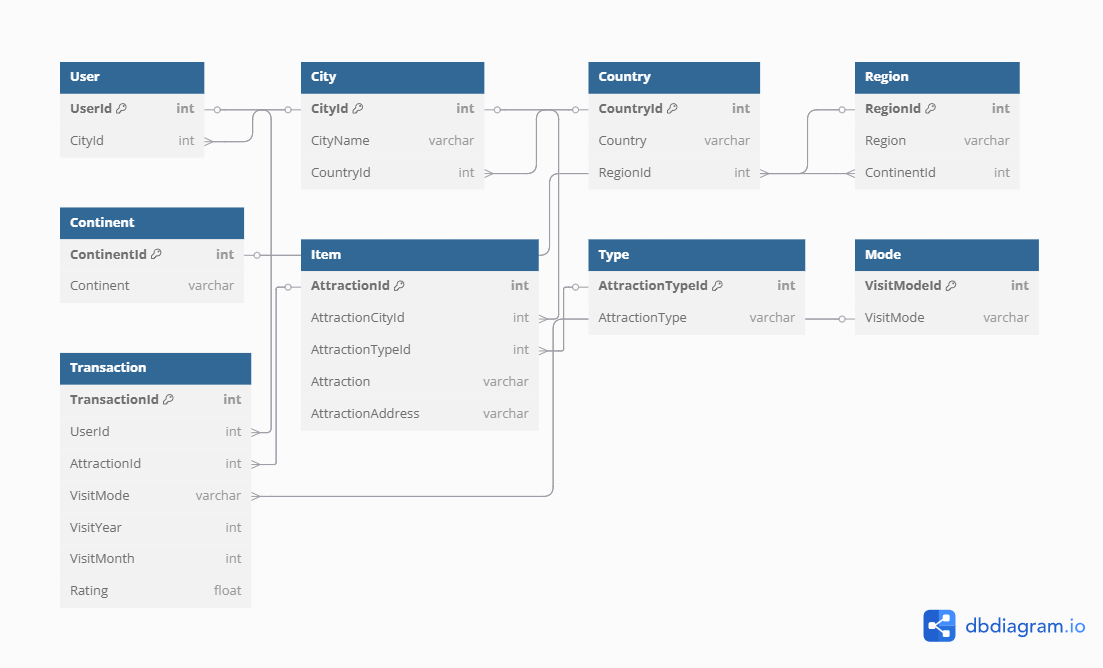 User
UserId int
CityId int
City
CityId int
CityName varchar
CountryId int
Country
CountryId int
Country varchar
RegionId int
Region
RegionId int
Region varchar
ContinentId int
Continent
ContinentId int
Continent varchar
Item
AttractionId int
AttractionCityId int
AttractionTypeId int
Attraction varchar
AttractionAddress varchar
Type
AttractionTypeId int
AttractionType varchar
Mode
VisitModeId int
VisitMode varchar
Transaction
TransactionId int
UserId int
AttractionId int
VisitMode varchar
VisitYear int
VisitMonth int
Rating float
dbdiagram.io